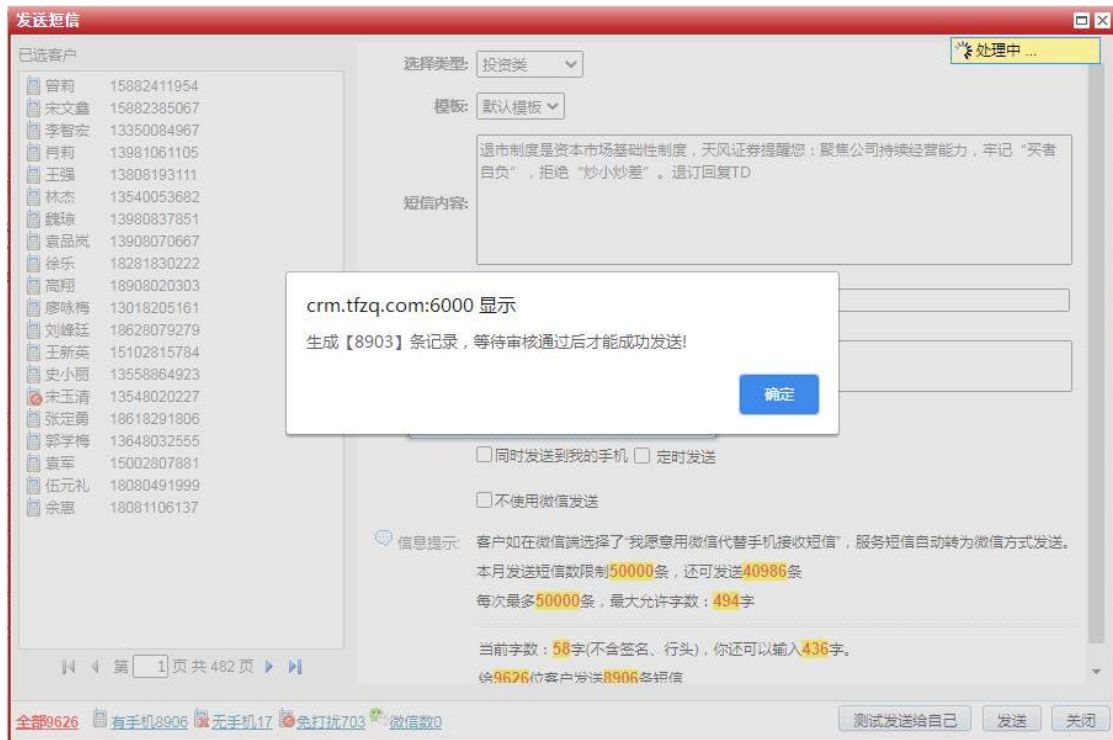 发送短信
处理中 ...
已选客户
曾莉 15882411954
宋文鑫 15882385067
李智宏 13350084967
肖莉 13981061105
王强 13808193111
林杰 13540053682
魏琼 13980837851
袁品岚 13908070667
徐乐 18281830222
高翔 18908020303
廖咏梅 13018205161
刘峰廷 18628079279
王新英 15102815784
史小丽 13558864923
宋玉清 13548020227
张定勇 18618291806
郭学梅 13648032555
袁军 15002807881
伍元礼 18080491999
余惠 18081106137
第 1 页共 482 页
选择类型: 投资类
模板: 默认模板
短信内容:
退市制度是资本市场基础性制度，天风证券提醒您：聚焦公司持续经营能力，牢记“买者
自负”，拒绝“炒小炒差”。退订回复TD
crm.tfzq.com:6000 显示
生成【8903】条记录，等待审核通过后才能成功发送!
确定
同时发送到我的手机 定时发送
不使用微信发送
信息提示: 客户如在微信端选择了“我愿意用微信代替手机接收短信”，服务短信自动转为微信方式发送。
本月发送短信数限制50000条，还可发送40986条
每次最多50000条，最大允许字数：494字
当前字数：58字(不含签名、行头)，你还可以输入436字。
给9626位客户发送8906条短信
全部9626 有手机8906 无手机17 免打扰703 微信数0
测试发送给自己 发送 关闭